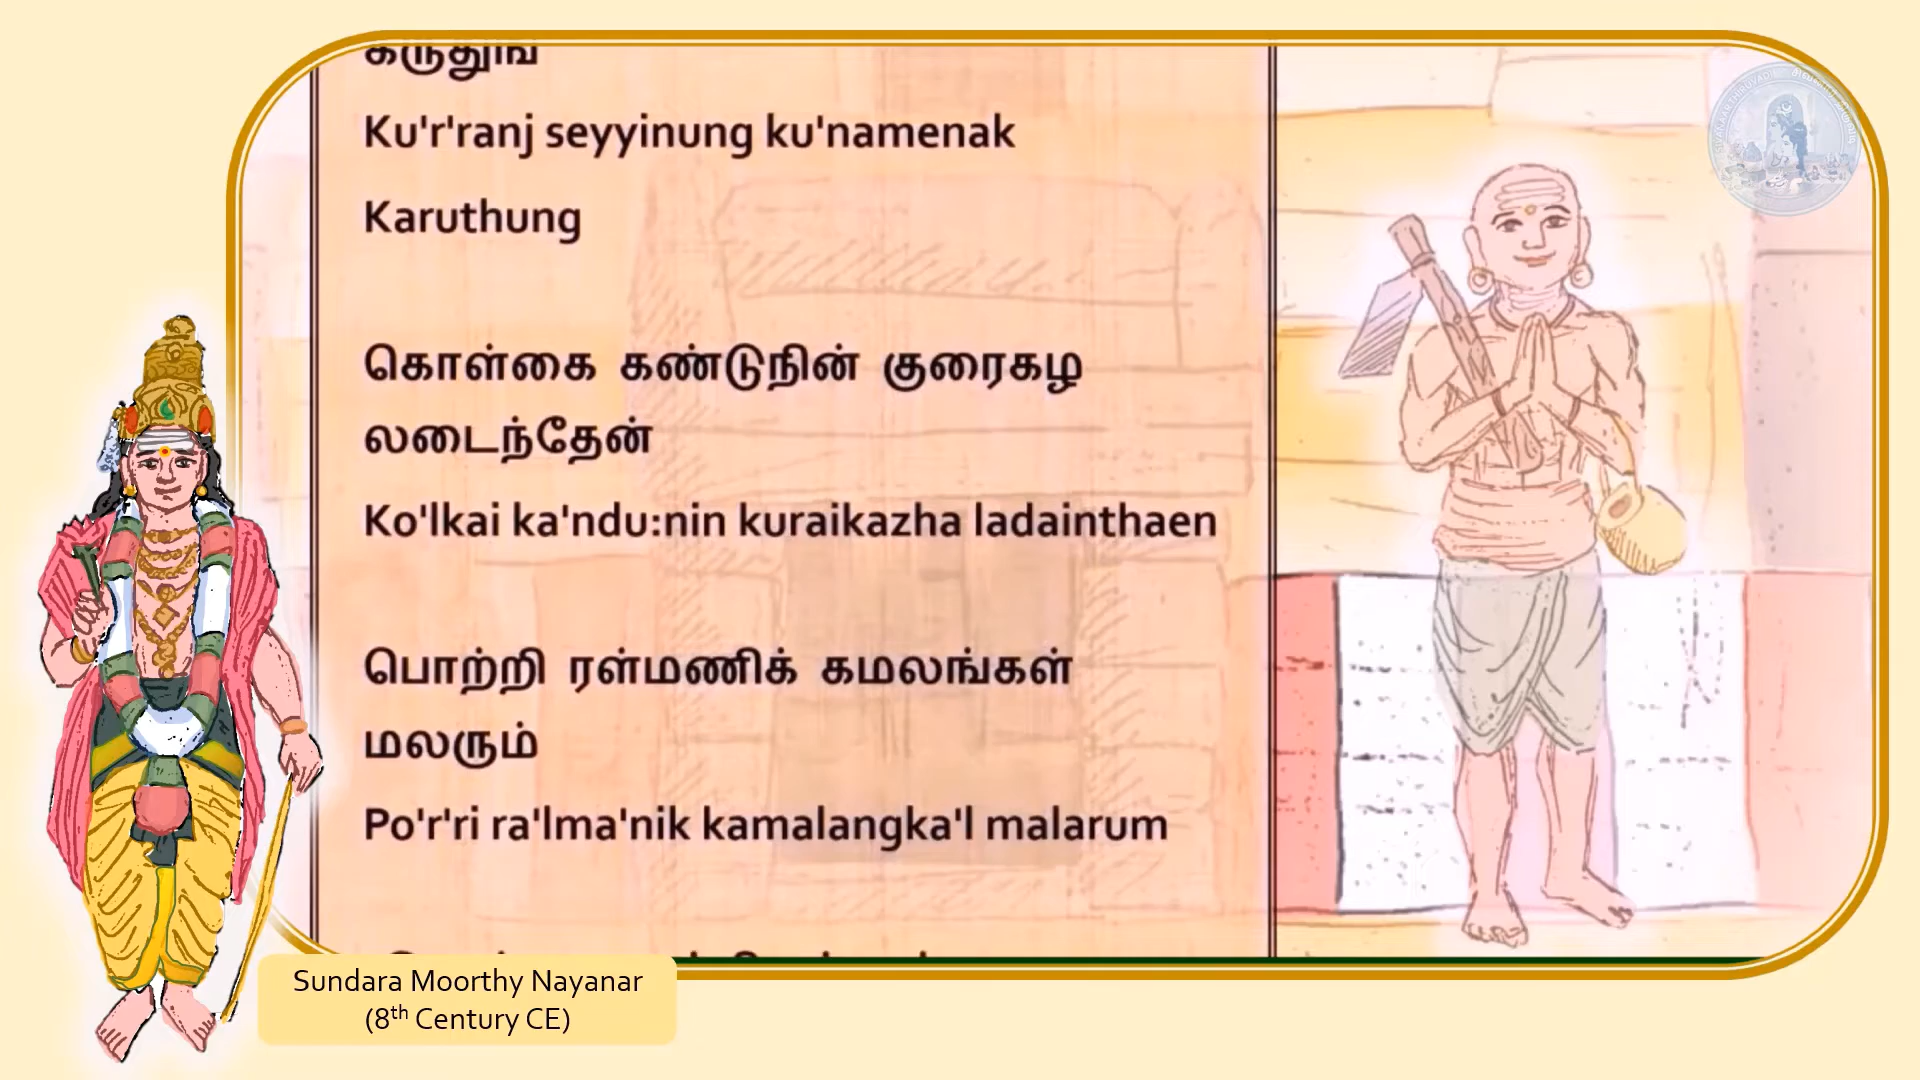 கருதுங்
Ku'r'ranj seyyinung ku'namenak
Karuthung
கொள்கை கண்டுநின் குரைகழ
லடைந்தேன்
Ko'lkai ka'ndu:nin kuraikazha ladainthaen
பொற்றி ரள்மணிக் கமலங்கள்
மலரும்
Po'r'ri ra'lma'nik kamalangka'l malarum
Sundara Moorthy Nayanar
(8th Century CE)